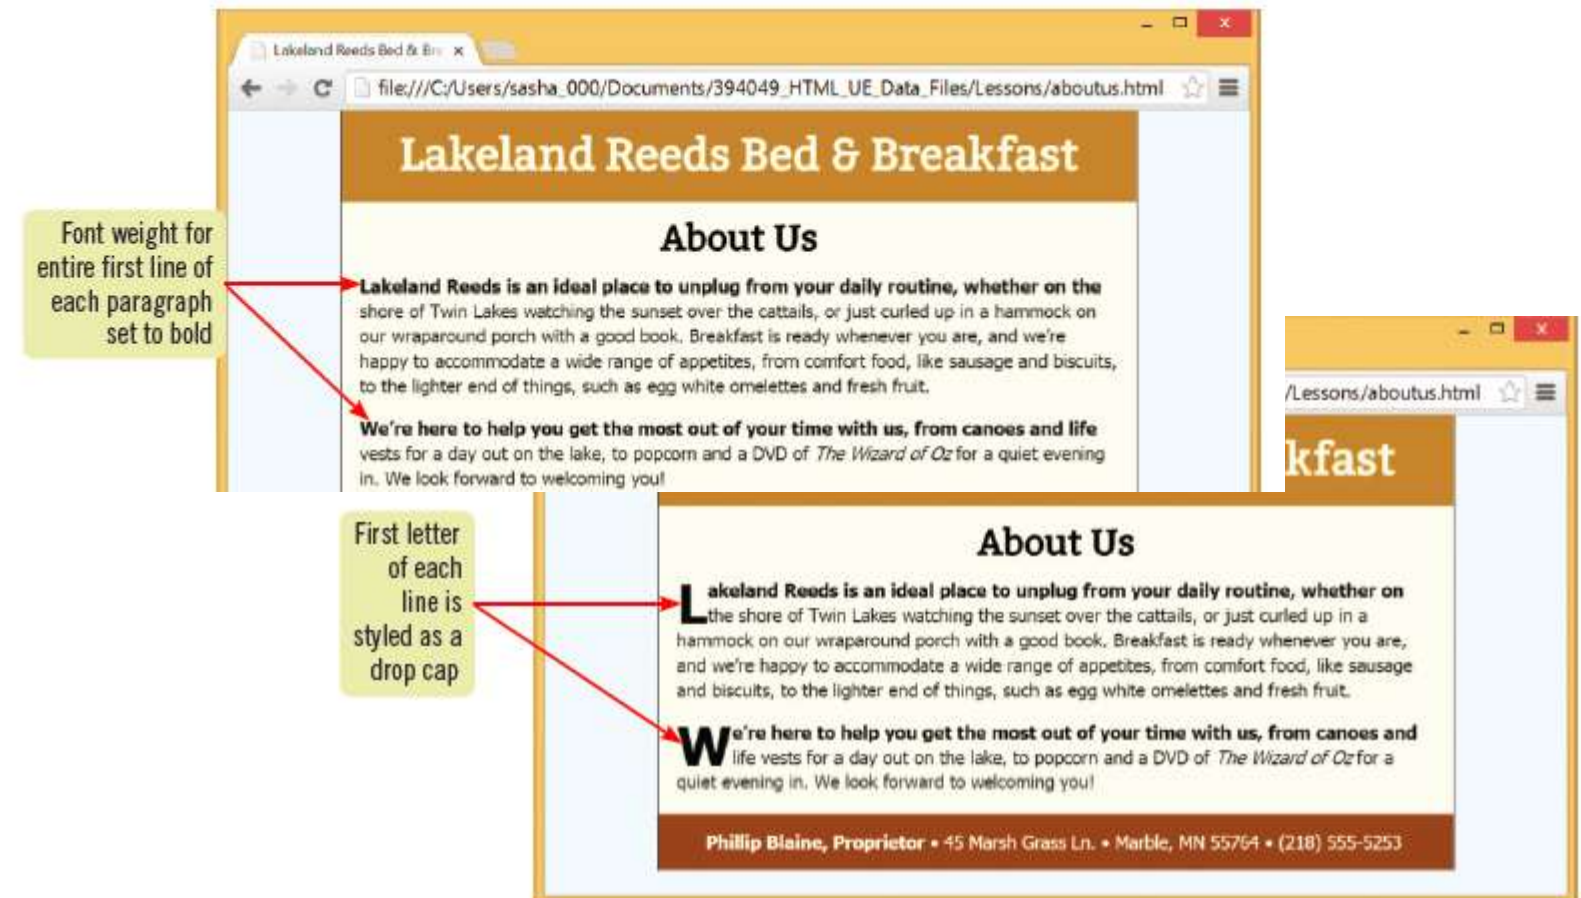 Lakeland Reeds Bed & Bre
file:///C:/Users/sasha_000/Documents/394049_HTML_UE_Data_Files/Lessons/aboutus.html
Lakeland Reeds Bed & Breakfast
About Us
Font weight for
entire first line of
each paragraph
set to bold
Lakeland Reeds is an ideal place to unplug from your daily routine, whether on the
shore of Twin Lakes watching the sunset over the cattails, or just curled up in a hammock on
our wraparound porch with a good book. Breakfast is ready whenever you are, and we're
happy to accommodate a wide range of appetites, from comfort food, like sausage and biscuits,
to the lighter end of things, such as egg white omelettes and fresh fruit.
We're here to help you get the most out of your time with us, from canoes and life
vests for a day out on the lake, to popcorn and a DVD of The Wizard of Oz for a quiet evening
in. We look forward to welcoming you!
/Lessons/aboutus.html
kfast
About Us
First letter
of each
line is
styled as a
drop cap
Lakeland Reeds is an ideal place to unplug from your daily routine, whether on
the shore of Twin Lakes watching the sunset over the cattails, or just curled up in a
hammock on our wraparound porch with a good book. Breakfast is ready whenever you are,
and we're happy to accommodate a wide range of appetites, from comfort food, like sausage
and biscuits, to the lighter end of things, such as egg white omelettes and fresh fruit.
We're here to help you get the most out of your time with us, from canoes and
life vests for a day out on the lake, to popcorn and a DVD of The Wizard of Oz for a
quiet evening in. We look forward to welcoming you!
Phillip Blaine, Proprietor • 45 Marsh Grass Ln. • Marble, MN 55764 • (218) 555-5253